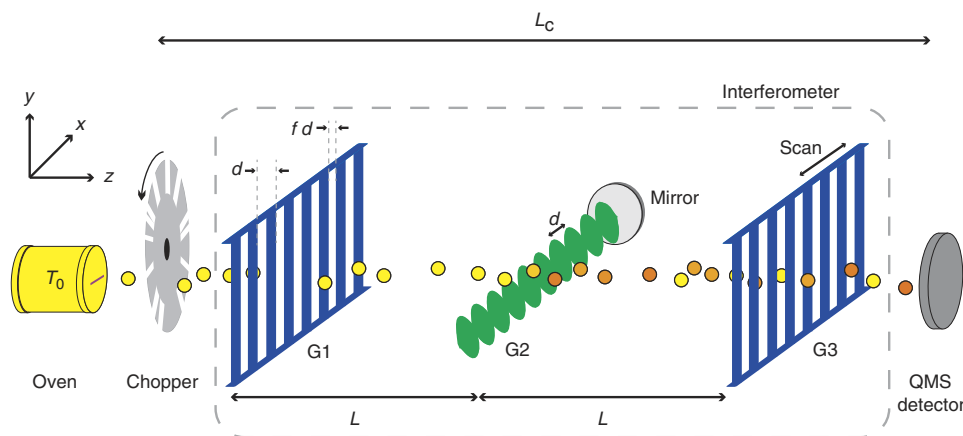 L_C
Interferometer
y
x
z
f d
d
Scan
Mirror
d
T_0
G1
G2
G3
Oven
Chopper
QMS
detector
L
L